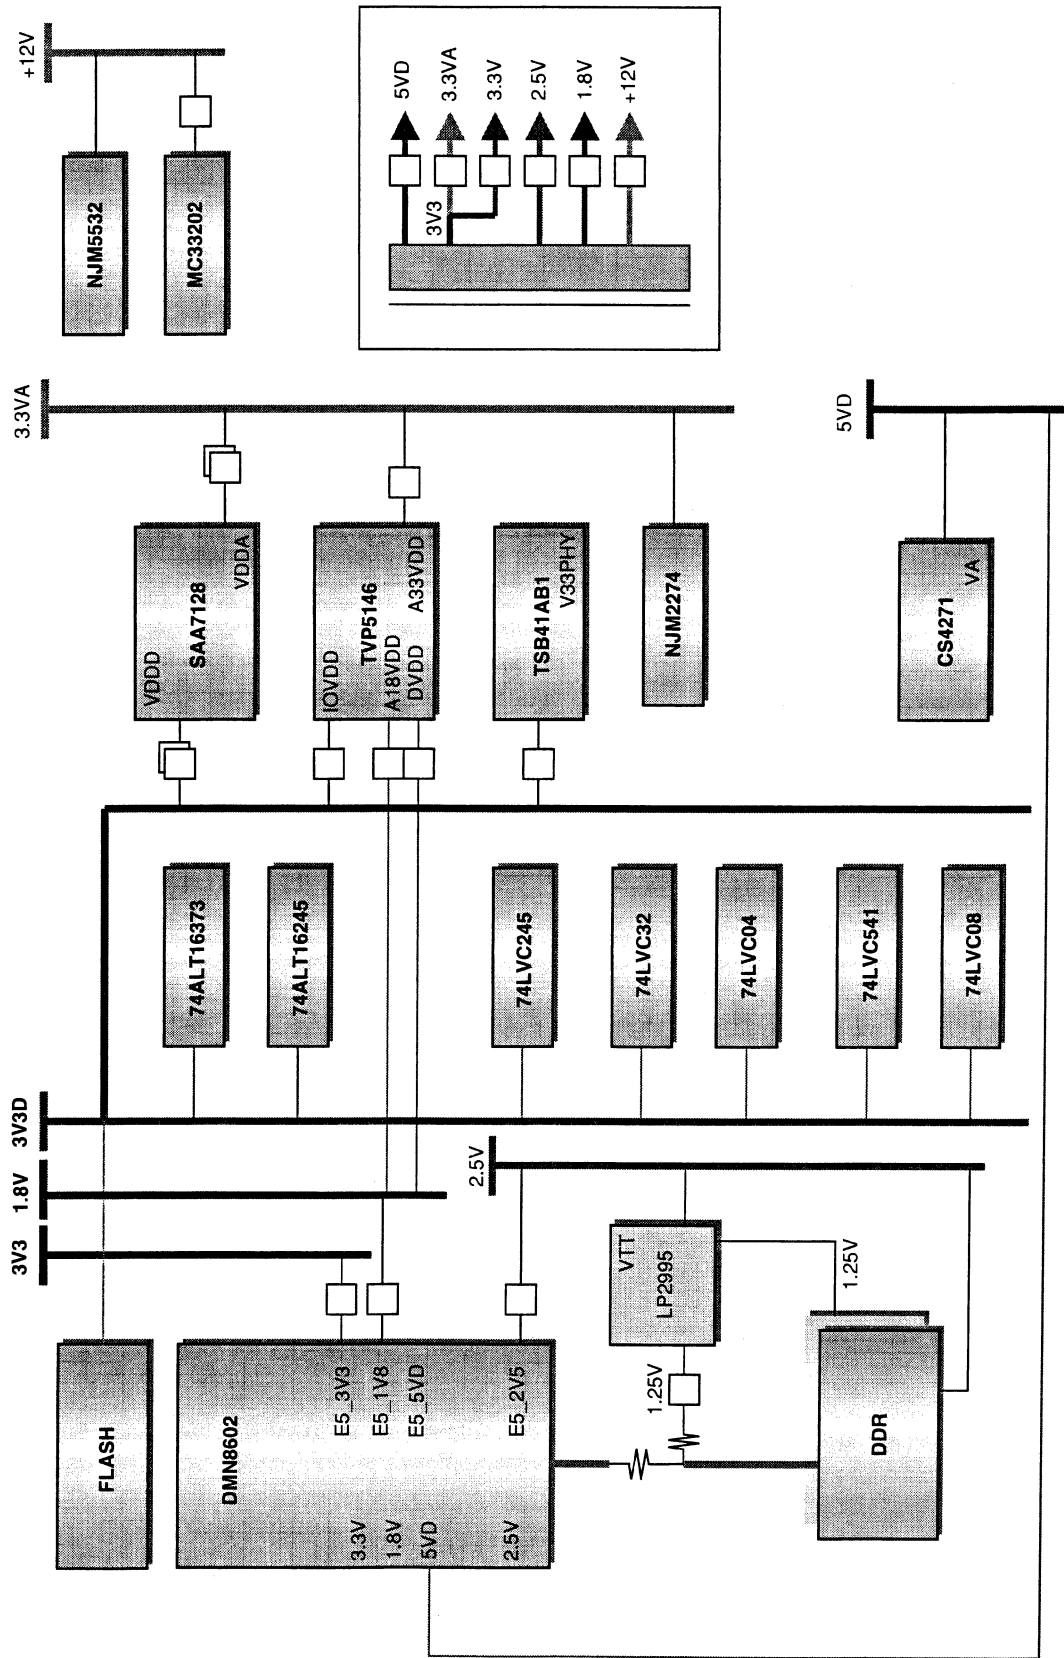 3V3
1.8V
3V3D
3.3VA
+12V
FLASH
DMN8602
E5_3V3
E5_1V8
E5_5VD
E5_2V5
3.3V
1.8V
5VD
2.5V
2.5V
VTT
LP2995
1.25V
1.25V
DDR
74ALT16373
74ALT16245
74LVC245
74LVC32
74LVC04
74LVC541
74LVC08
VDDD
SAA7128
VDDA
IOVDD
TVP5146
A18VDD
DVDD
A33VDD
TSB41AB1
V33PHY
NJM2274
5VD
CS4271
VA
NJM5532
MC33202
3V3
5VD
3.3VA
3.3V
2.5V
1.8V
+12V